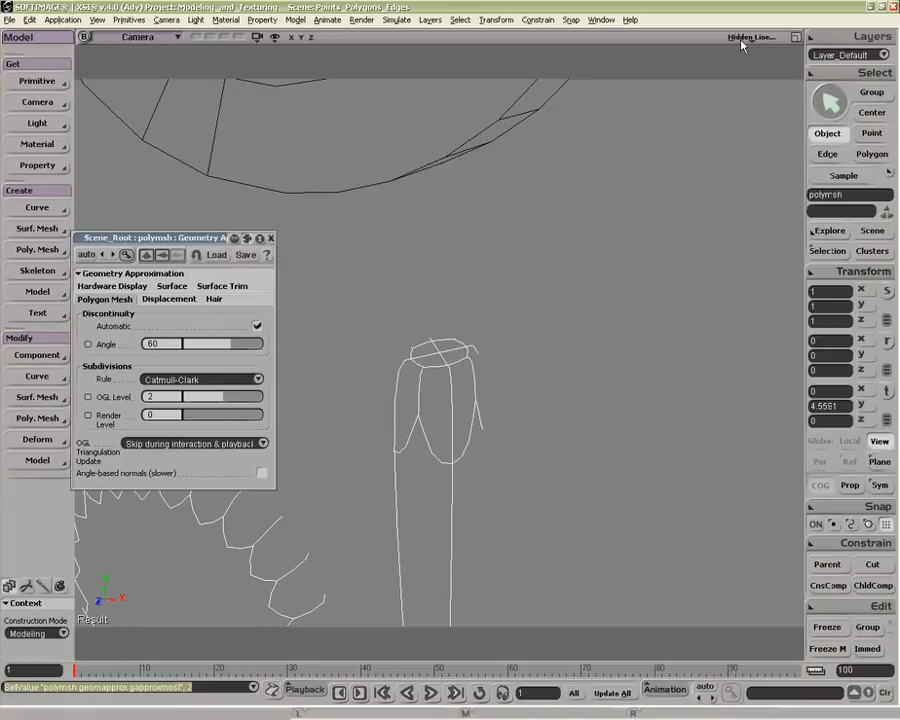 SOFTIMAGE® | XSI® v.4.0 (Adv) Project: Modeling_and_Texturing Scene:Points_Polygons_Edges
File Edit View Primitives Camera Light Material Property Model Animate Render Simulate Layers Select Transform Constrain Snap Window Help
Model
B Camera X Y Z Hidden Line...
Layers
Layer_Default
Get
Primitive
Camera
Light
Material
Property
Create
Curve
Surf. Mesh
Poly. Mesh
Skeleton
Model
Text
Modify
Component
Curve
Surf. Mesh
Poly. Mesh
Deform
Model
Context
Construction Mode
Modeling
Scene_Root : polymsh : Geometry A
auto Load Save ?
Geometry Approximation
Hardware Display Surface Surface Trim
Polygon Mesh Displacement Hair
Discontinuity
Automatic
Angle 60
Subdivisions
Rule Catmull-Clark
OGL Level 2
Render Level 0
OGL Triangulation Update Skip during interaction & playback
Angle-based normals (slower)
Y
X
Z
Result
Select
Group
Center
Object Point
Edge Polygon
Sample
polymsh
Explore Scene
Selection Clusters
Transform
1 x s
1 y
1 z
0 x r
0 y
0 z
0 x t
4.5591 y
0 z
Global Local View
Par Ref Plane
COG Prop Sym
Snap
ON
Constrain
Parent Cut
CnsComp ChldComp
Edit
Freeze Group
Freeze M Immed
1 10 20 30 40 50 60 70 80 90 100
SetValue "polymsh.geomapprox.gapproxmosl", 2
Playback 1 All Update All Animation auto Clr
L M R